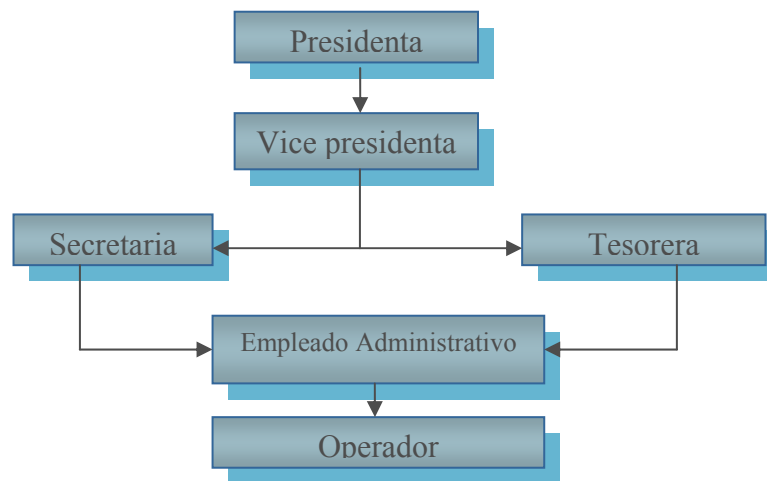 Presidenta
Vice presidenta
Secretaria
Tesorera
Empleado Administrativo
Operador